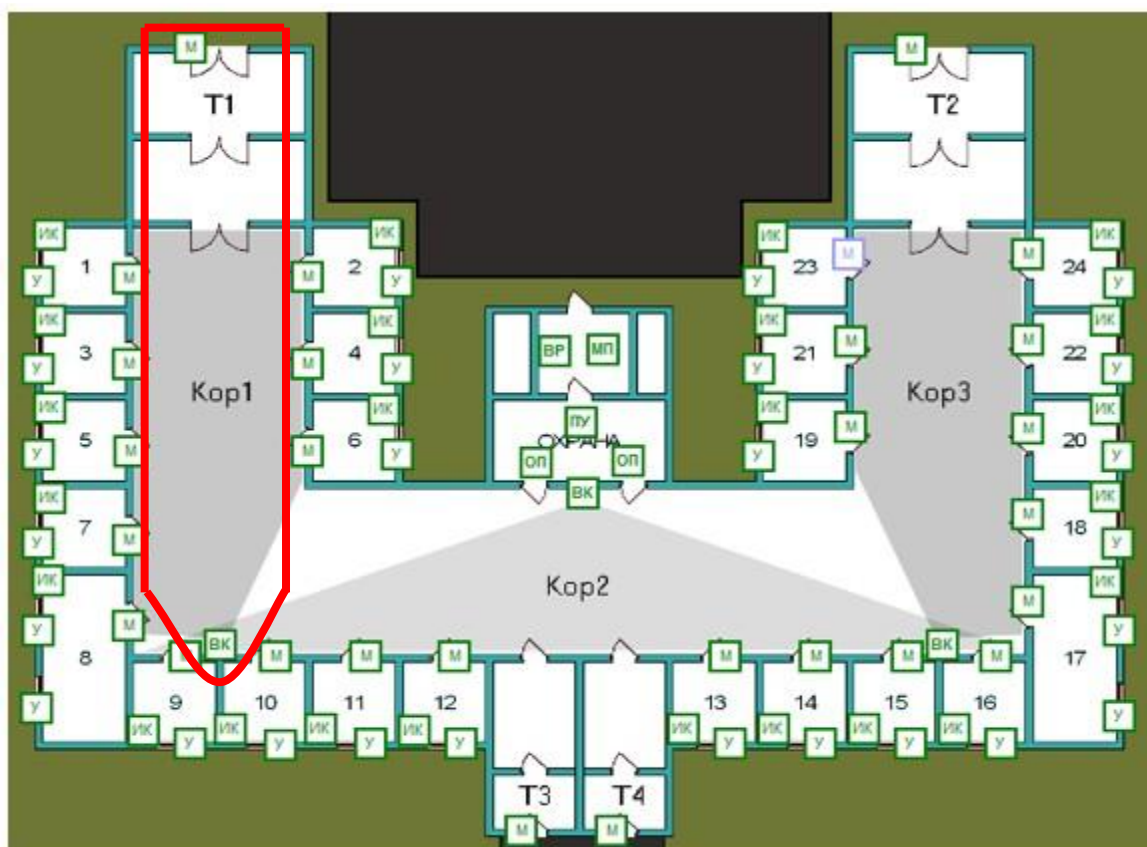 М
М
Т1
Т2
ИК
ИК
ИК
ИК
1
2
23
М
24
У
М
М
У
У
М
У
ИК
ИК
ИК
ИК
3
4
ВР
МП
21
М
22
У
М
М
У
У
М
У
Кор1
Кор3
ИК
ИК
ИК
ИК
5
6
ПУ
ОХРАНА
19
М
М
20
У
М
М
У
ОП
ОП
У
У
ИК
7
ВК
18
М
У
М
У
ИК
Кор2
ИК
8
М
М
17
У
У
ВК
ВК
М
М
М
М
М
М
М
М
У
У
9
10
11
12
13
14
15
16
ИК
У
ИК
У
ИК
У
ИК
У
ИК
У
ИК
У
ИК
У
ИК
У
Т3
Т4
М
М